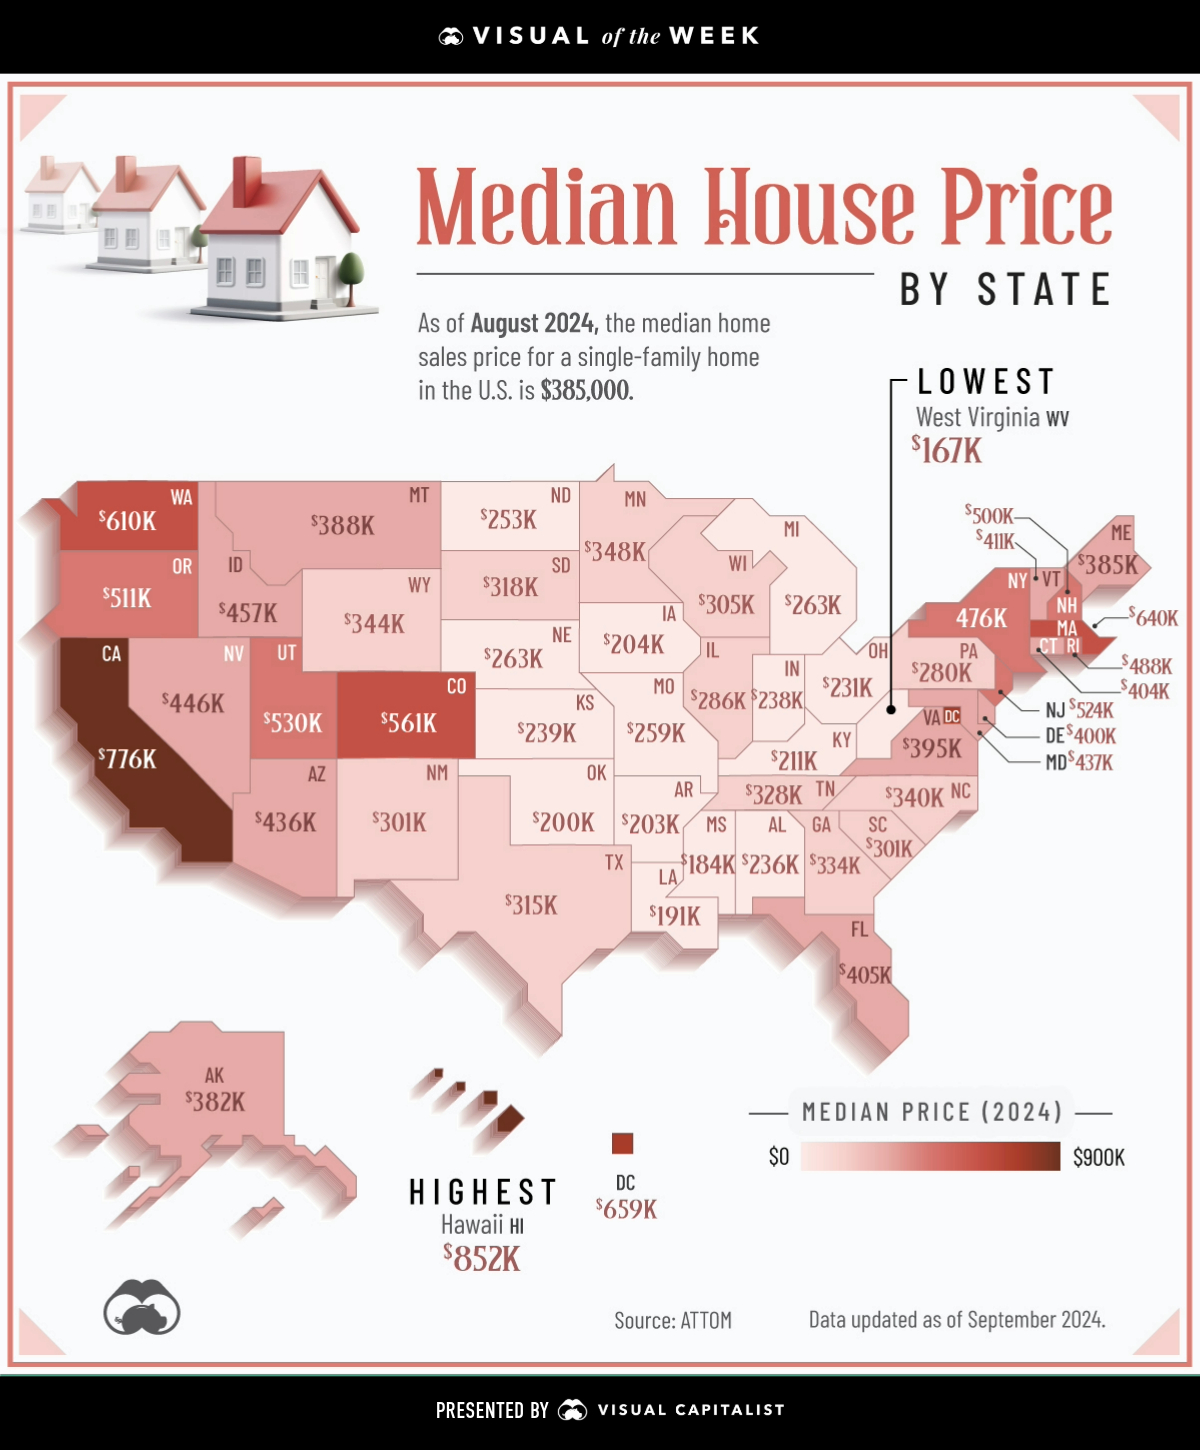 VISUAL of the WEEK
Median House Price
BY STATE
As of August 2024, the median home
sales price for a single-family home
in the U.S. is $385,000.
LOWEST
West Virginia WV
$167K
WA
$610K
OR
$511K
CA
$776K
NV
$446K
ID
$457K
MT
$388K
WY
$344K
UT
$530K
CO
$561K
AZ
$436K
NM
$301K
ND
$253K
SD
$318K
NE
$263K
KS
$239K
OK
$200K
TX
$315K
MN
$348K
IA
$204K
MO
$259K
AR
$203K
LA
$191K
WI
$305K
IL
$286K
MI
$263K
IN
$238K
OH
$231K
KY
$211K
TN
$328K
MS
$184K
AL
$236K
GA
$334K
FL
$405K
SC
$301K
NC
$340K
VA
DC
$395K
PA
$280K
NY
476K
VT
$411K
NH
$500K
ME
$385K
MA
$640K
RI
$488K
CT
$404K
NJ $524K
DE $400K
MD $437K
AK
$382K
HIGHEST
Hawaii HI
$852K
DC
$659K
MEDIAN PRICE (2024)
$0
$900K
Source: ATTOM
Data updated as of September 2024.
PRESENTED BY VISUAL CAPITALIST